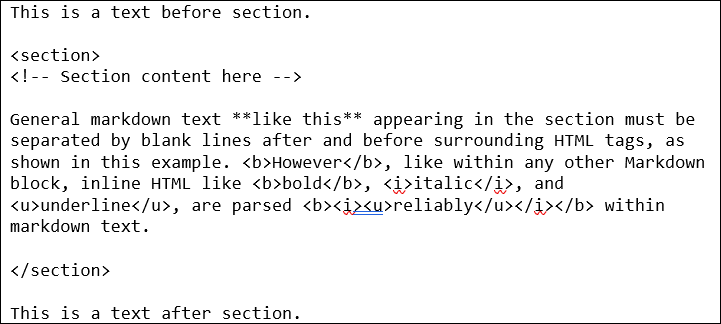 This is a text before section.
<section>
<!-- Section content here -->
General markdown text **like this** appearing in the section must be
separated by blank lines after and before surrounding HTML tags, as
shown in this example. <b>However</b>, like within any other Markdown
block, inline HTML like <b>bold</b>, <i>italic</i>, and
<u>underline</u>, are parsed <b><i><u>reliably</u></i></b> within
markdown text.
</section>
This is a text after section.